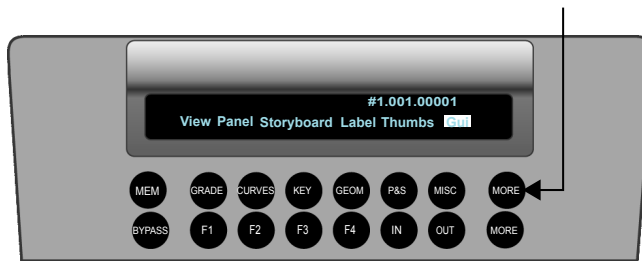 #1.001.00001
View Panel Storyboard Label Thumbs Gui
MEM GRADE CURVES KEY GEOM P&S MISC MORE
BYPASS F1 F2 F3 F4 IN OUT MORE